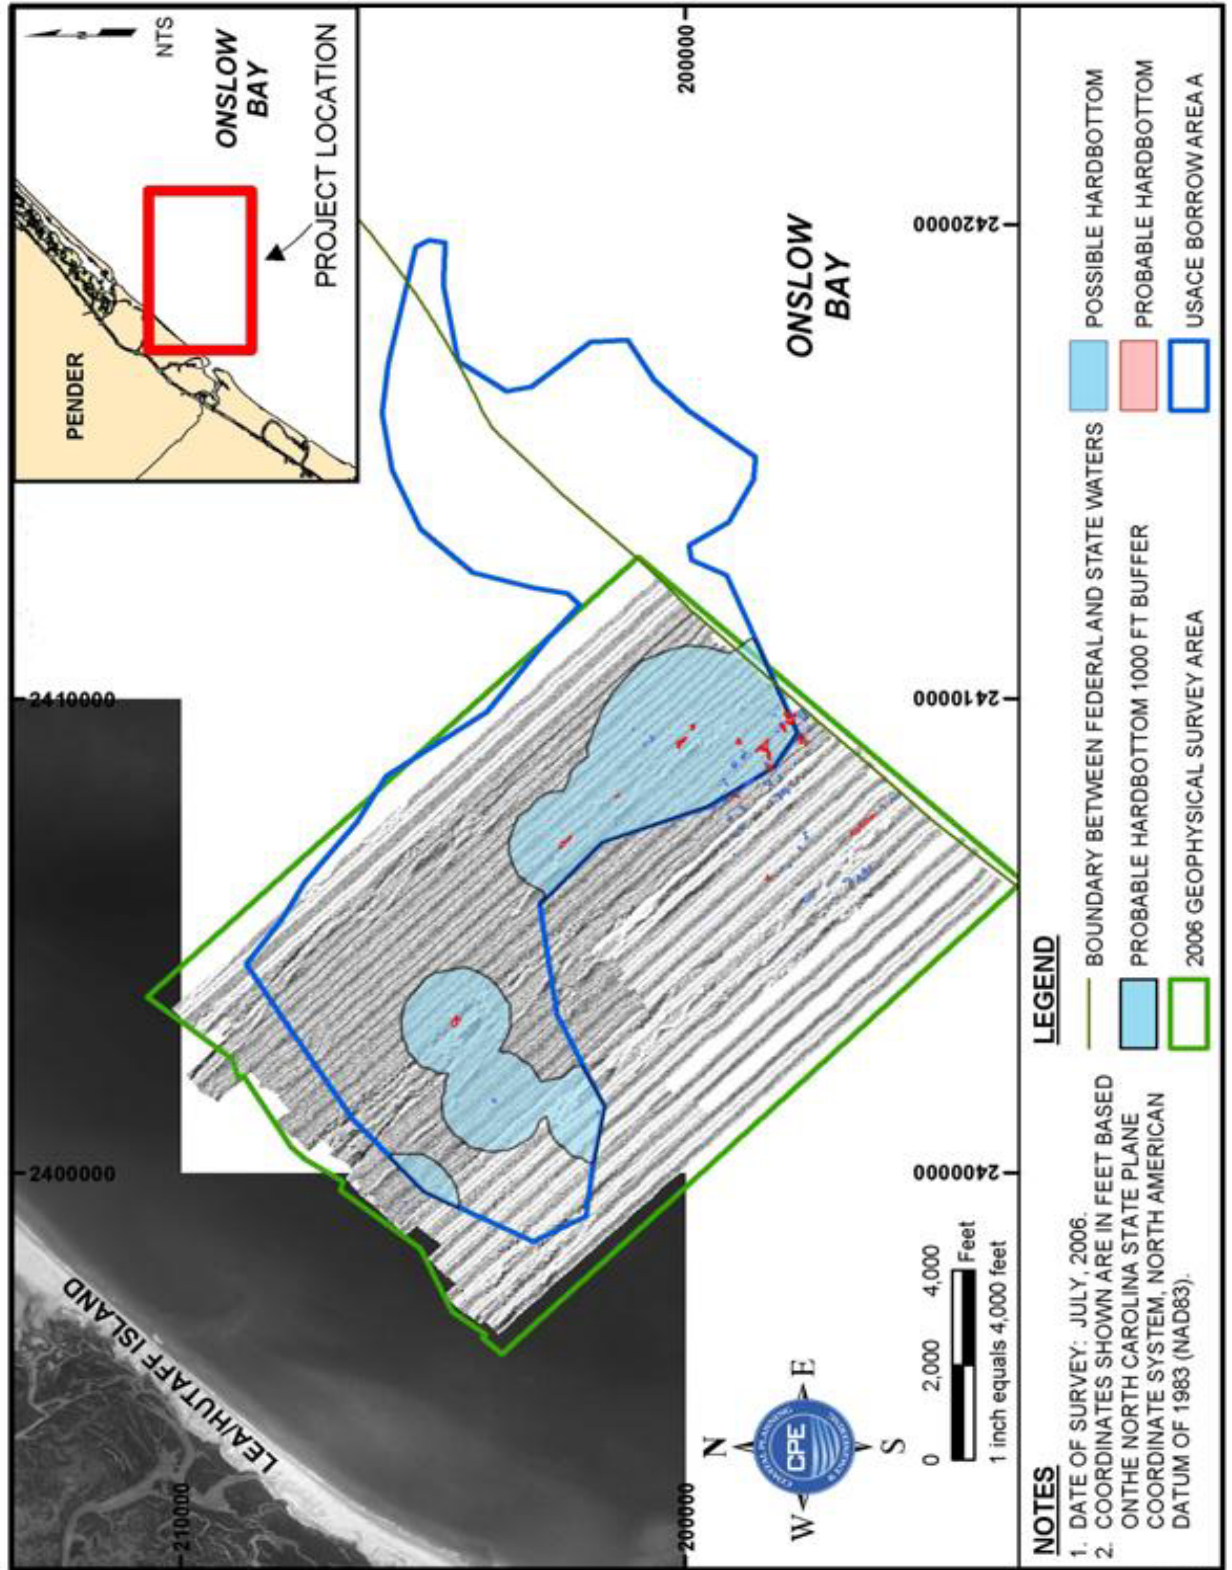 NTS
ONSLOW
BAY
PENDER
PROJECT LOCATION
2400000
2410000
LEA/HUTAFF ISLAND
210000
200000
200000
ONSLOW
BAY
N
W
E
S
COASTAL PLANNING
CPE
0
2,000
4,000
Feet
1 inch equals 4,000 feet
2400000
2410000
2420000
NOTES
1. DATE OF SURVEY: JULY, 2006.
2. COORDINATES SHOWN ARE IN FEET BASED
ONTHE NORTH CAROLINA STATE PLANE
COORDINATE SYSTEM, NORTH AMERICAN
DATUM OF 1983 (NAD83).
LEGEND
BOUNDARY BETWEEN FEDERAL AND STATE WATERS
PROBABLE HARDBOTTOM 1000 FT BUFFER
2006 GEOPHYSICAL SURVEY AREA
POSSIBLE HARDBOTTOM
PROBABLE HARDBOTTOM
USACE BORROW AREA A